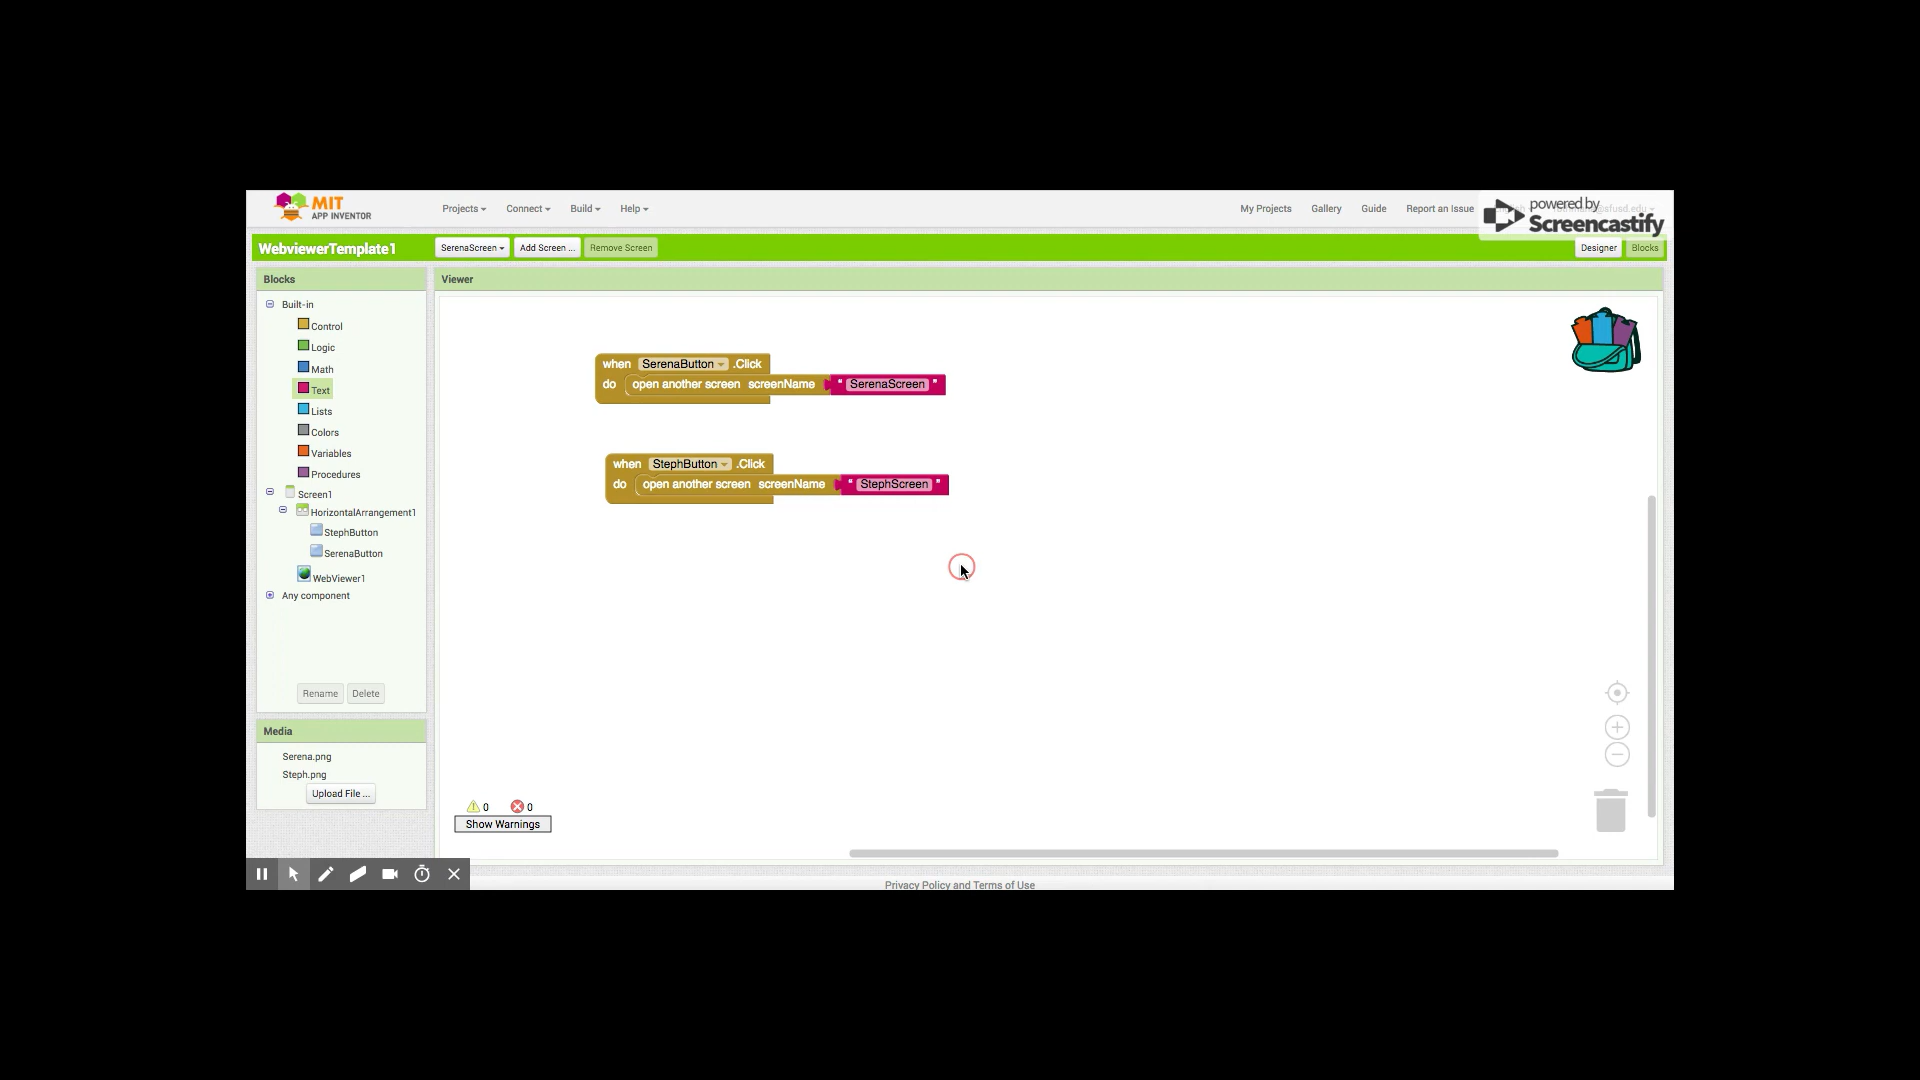 MIT
APP INVENTOR
Projects Connect Build Help
My Projects Gallery Guide Report an Issue
powered by
Screencastify
WebviewerTemplate1
SerenaScreen Add Screen ... Remove Screen
Designer Blocks
Blocks
Built-in
Control
Logic
Math
Text
Lists
Colors
Variables
Procedures
Screen1
HorizontalArrangement1
StephButton
SerenaButton
WebViewer1
Any component
Rename Delete
Media
Serena.png
Steph.png
Upload File ...
Viewer
when SerenaButton .Click
do open another screen screenName " SerenaScreen "
when StephButton .Click
do open another screen screenName " StephScreen "
0 0
Show Warnings
Privacy Policy and Terms of Use